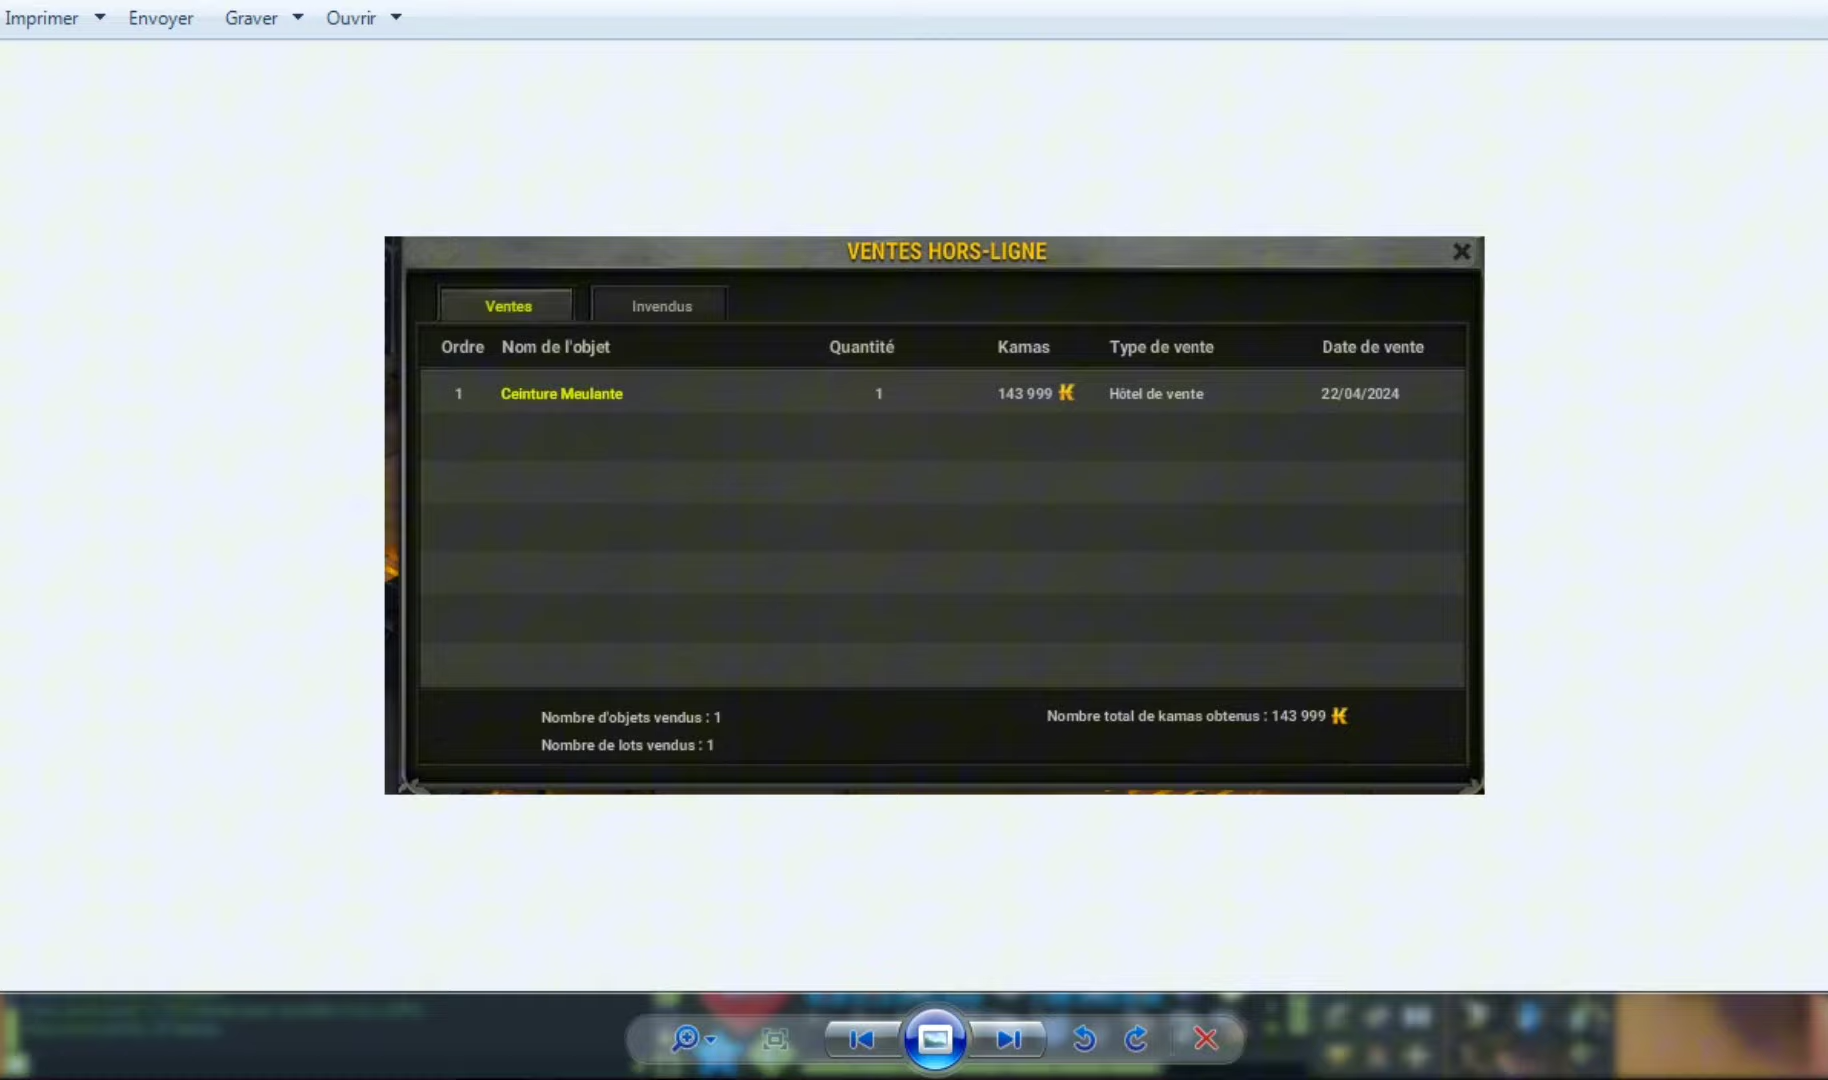 Imprimer Envoyer Graver Ouvrir
VENTES HORS-LIGNE
Ventes Invendus
Ordre Nom de l'objet Quantité Kamas Type de vente Date de vente
1 Ceinture Meulante 1 143 999 Hôtel de vente 22/04/2024
Nombre d'objets vendus : 1 Nombre total de kamas obtenus : 143 999
Nombre de lots vendus : 1